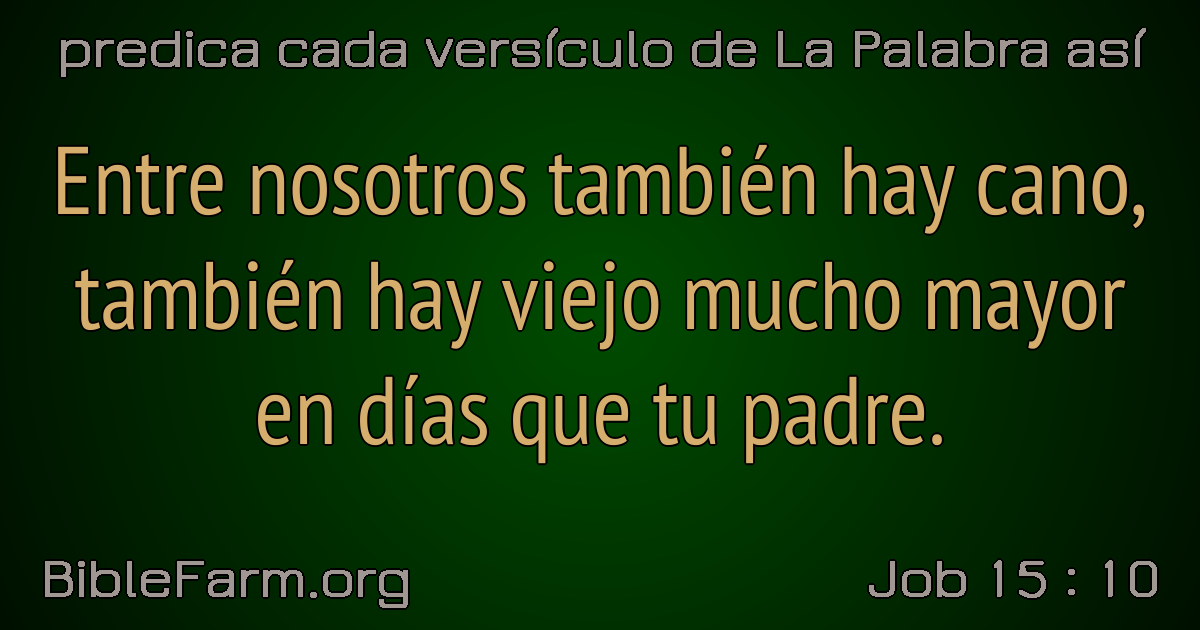 predica cada versículo de La Palabra así
Entre nosotros también hay cano,
también hay viejo mucho mayor
en días que tu padre.
BibleFarm.org
Job 15 : 10